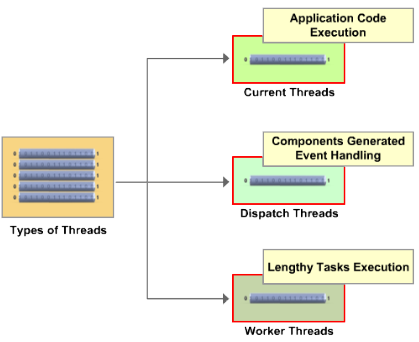 Application Code
Execution
Current Threads
Components Generated
Event Handling
Types of Threads
Dispatch Threads
Lengthy Tasks Execution
Worker Threads